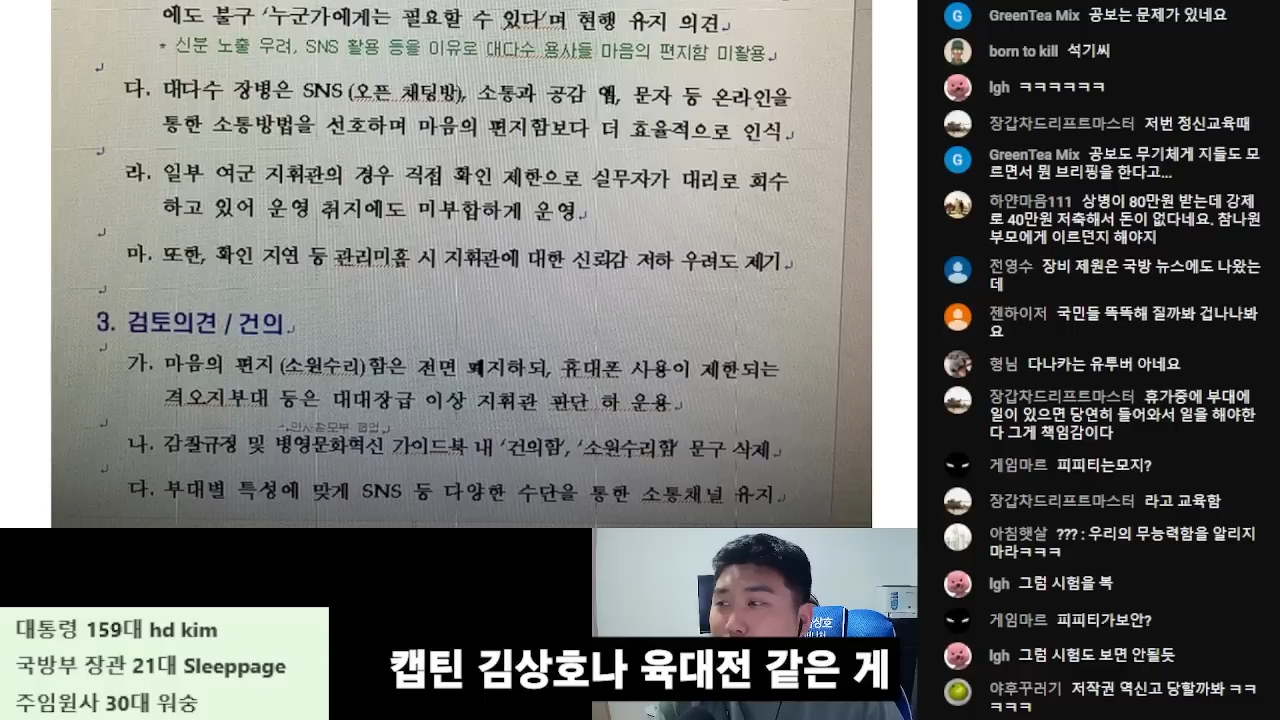 에도 불구 '누군가에게는 필요할 수 있다'며 현행 유지 의견
* 신분 노출 우려, SNS 활용 등을 이유로 대다수 용사들 마음의 편지함 미활용
다. 대다수 장병은 SNS (오픈 채팅방), 소통과 공감 앱, 문자 등 온라인을
통한 소통방법을 선호하며 마음의 편지함보다 더 효율적으로 인식
라. 일부 여군 지휘관의 경우 직접 확인 제한으로 실무자가 대리로 회수
하고 있어 운영 취지에도 미부합하게 운영
마. 또한, 확인 지연 등 관리미흡 시 지휘관에 대한 신뢰감 저하 우려도 제기
3. 검토의견 / 건의
가. 마음의 편지 (소원수리)함은 전면 폐지하되, 휴대폰 사용이 제한되는
격오지부대 등은 대대장급 이상 지휘관 판단 하 운용
나. 감찰규정 및 병영문화혁신 가이드북 내 '건의함', '소원수리함' 문구 삭제
다. 부대별 특성에 맞게 SNS 등 다양한 수단을 통한 소통채널 유지
대통령 159대 hd kim
국방부 장관 21대 Sleeppage
주임원사 30대 워숭
캡틴 김상호나 육대전 같은 게
GreenTea Mix 공보는 문제가 있네요
born to kill 석기씨
lgh ㅋㅋㅋㅋㅋㅋ
장갑차드리프트마스터 저번 정신교육때
GreenTea Mix 공보도 무기체게 지들도 모
르면서 뭠 브리핑을 한다고...
하얀마음111 상병이 80만원 받는데 강제
로 40만원 저축해서 돈이 없다네요. 참나원
부모에게 이르던지 해야지
전영수 장비 제원은 국방 뉴스에도 나왔는
데
젠하이저 국민들 똑똑해 질까봐 겁나나봐
요
형님 다나카는 유투버 아네요
장갑차드리프트마스터 휴가중에 부대에
일이 있으면 당연히 들어와서 일을 해야한
다 그게 책임감이다
게임마르 피피티는모지?
장갑차드리프트마스터 라고 교육함
아침햇살 ??? : 우리의 무능력함을 알리지
마라ㅋㅋㅋ
lgh 그럼 시험을 복
게임마르 피피티가보안?
lgh 그럼 시험도 보면 안될듯
야후꾸러기 저작권 역신고 당할까봐 ㅋㅋ
ㅋㅋㅋㅋ